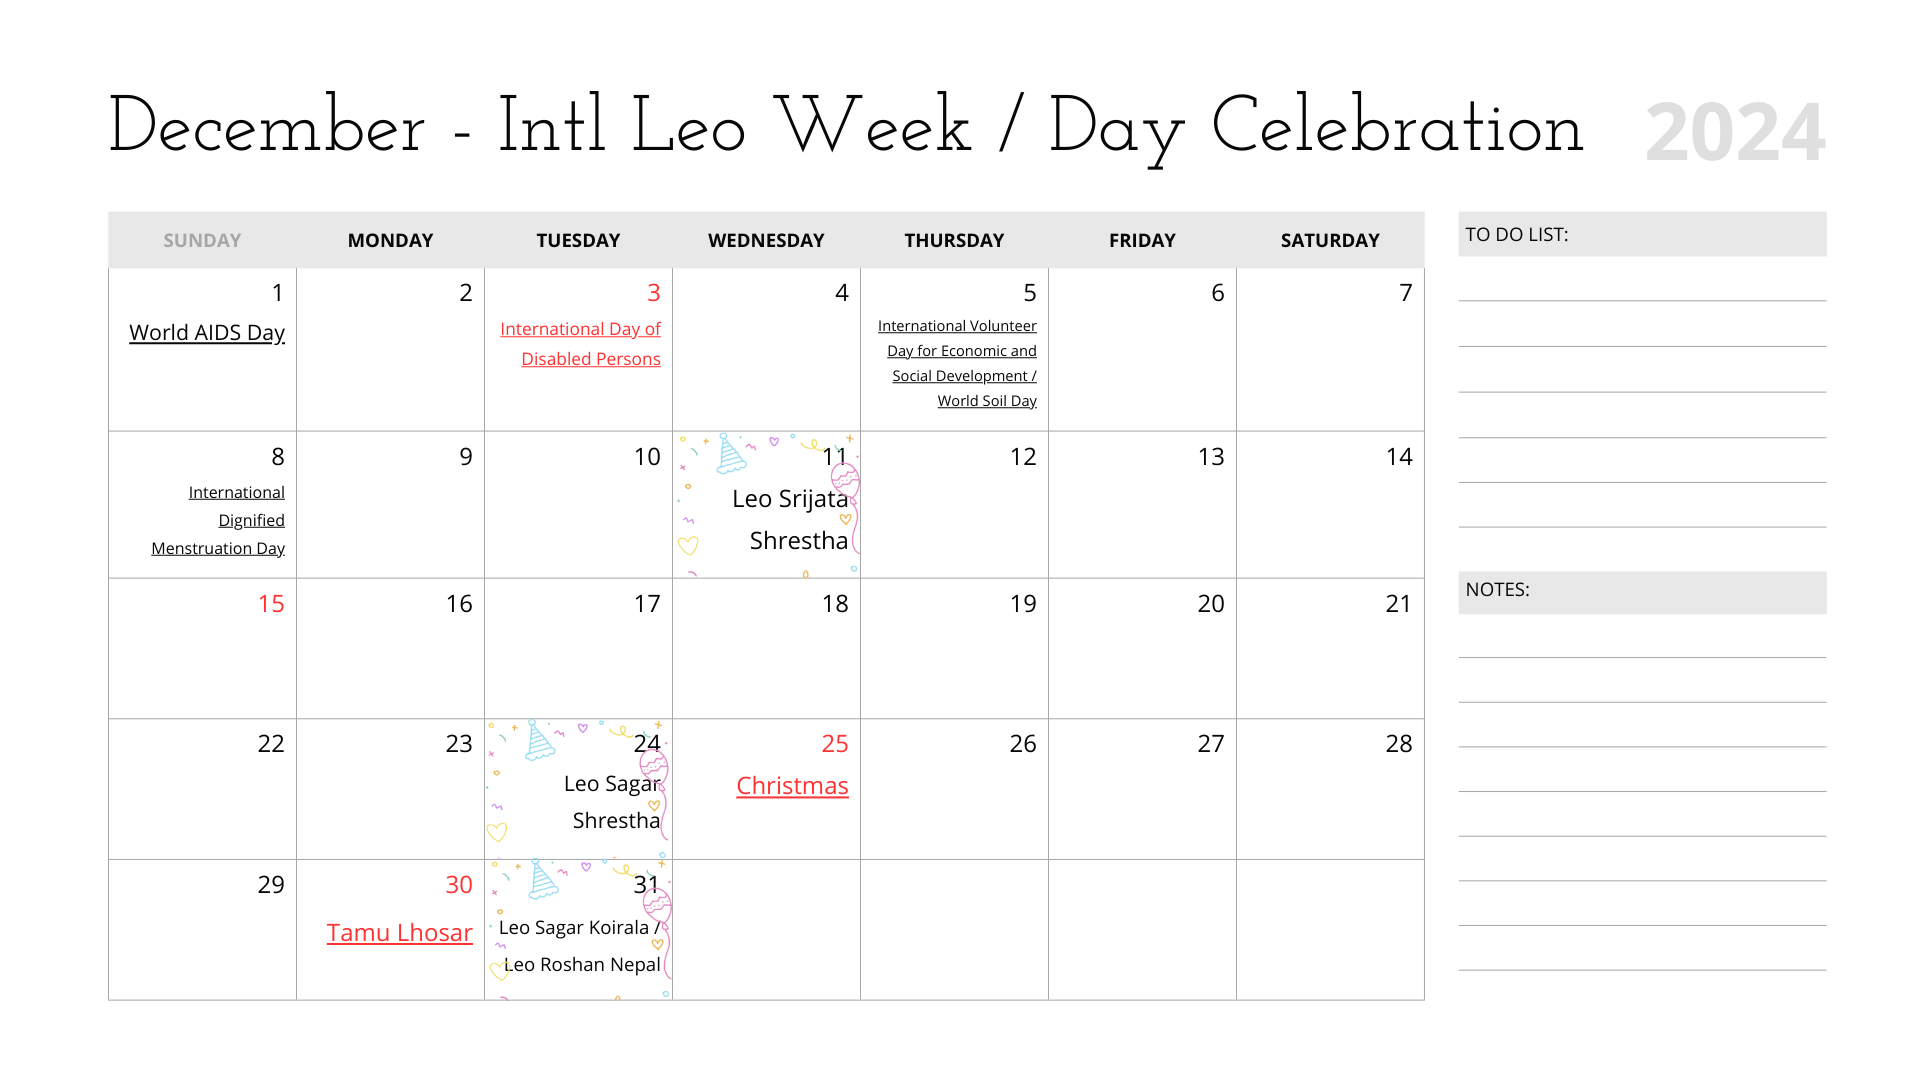 December - Intl Leo Week / Day Celebration
2024
SUNDAY MONDAY TUESDAY WEDNESDAY THURSDAY FRIDAY SATURDAY
1
World AIDS Day
2
3
International Day of
Disabled Persons
4
5
International Volunteer
Day for Economic and
Social Development /
World Soil Day
6
7
8
International
Dignified
Menstruation Day
9
10
11
Leo Srijata
Shrestha
12
13
14
15
16
17
18
19
20
21
22
23
24
Leo Sagar
Shrestha
25
Christmas
26
27
28
29
30
Tamu Lhosar
31
Leo Sagar Koirala /
Leo Roshan Nepal
TO DO LIST:
NOTES: